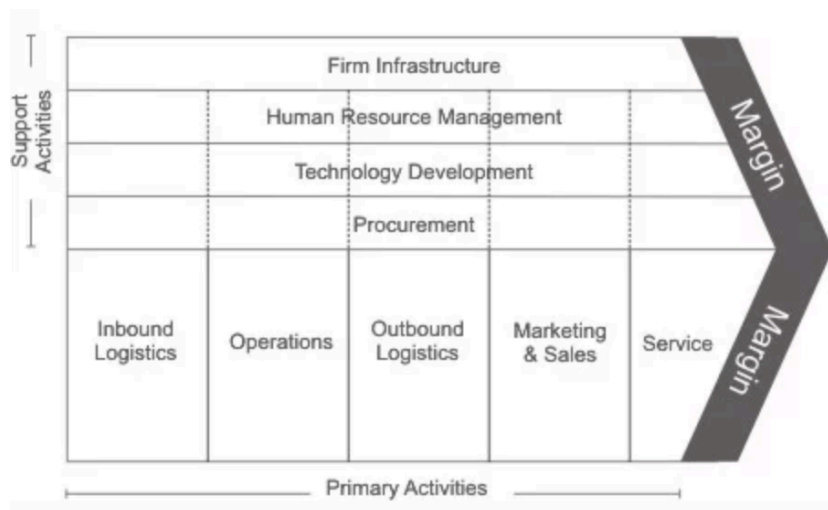 Support
Activities
Firm Infrastructure
Human Resource Management
Technology Development
Procurement
Inbound
Logistics
Operations
Outbound
Logistics
Marketing
& Sales
Service
Margin
Margin
Primary Activities